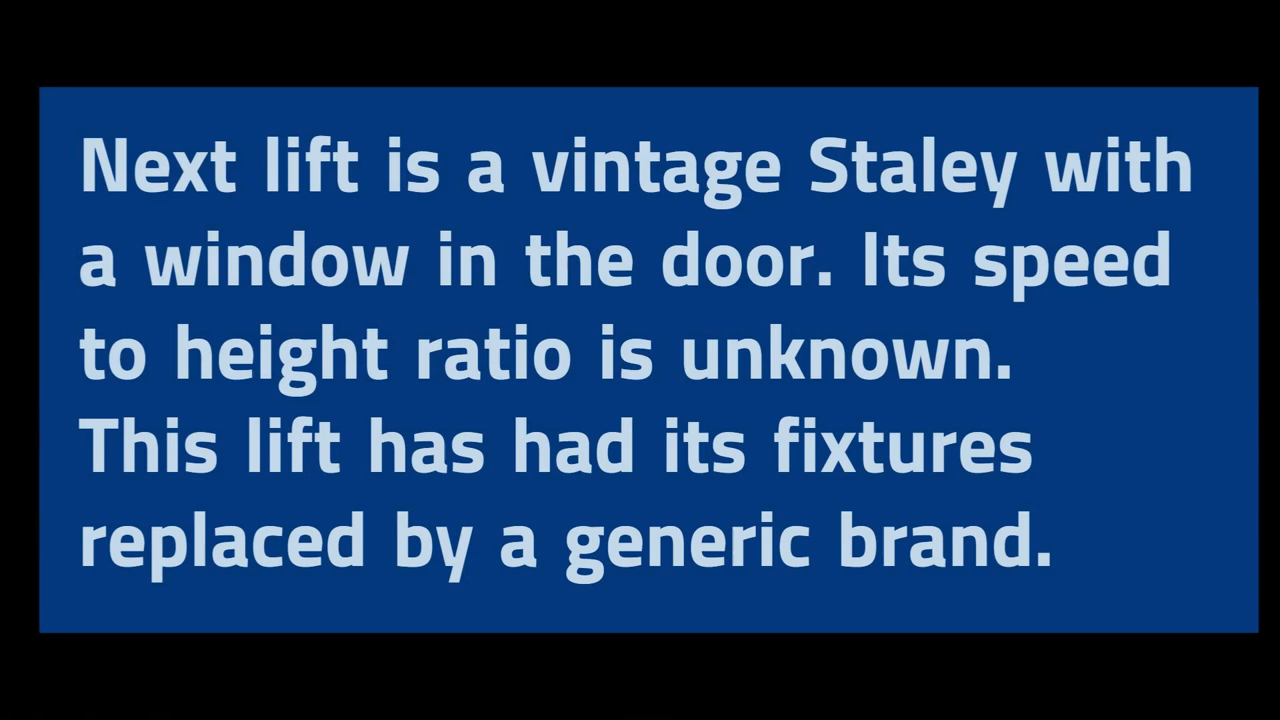 Next lift is a vintage Staley with
a window in the door. Its speed
to height ratio is unknown.
This lift has had its fixtures
replaced by a generic brand.